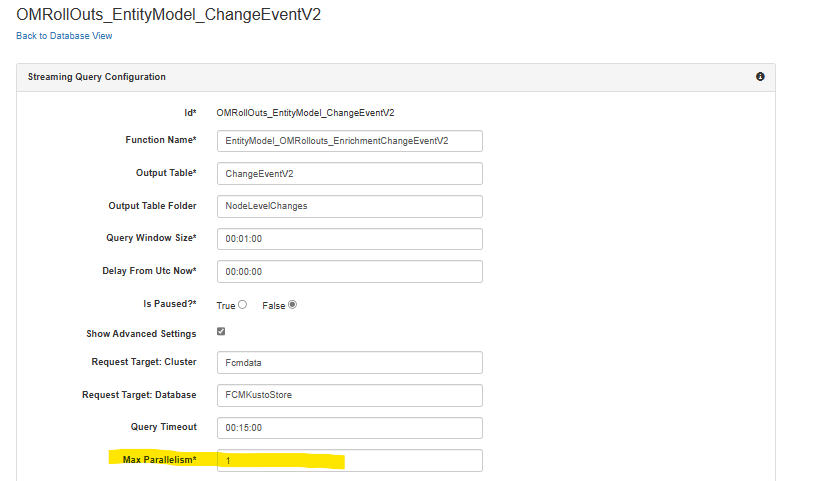 OMRollOuts_EntityModel_ChangeEventV2
Back to Database View
Streaming Query Configuration
Id* OMRollOuts_EntityModel_ChangeEventV2
Function Name* EntityModel_OMRollouts_EnrichmentChangeEventV2
Output Table* ChangeEventV2
Output Table Folder NodeLevelChanges
Query Window Size* 00:01:00
Delay From Utc Now* 00:00:00
Is Paused?* True False
Show Advanced Settings
Request Target: Cluster Fcmdata
Request Target: Database FCMKustoStore
Query Timeout 00:15:00
Max Parallelism* 1